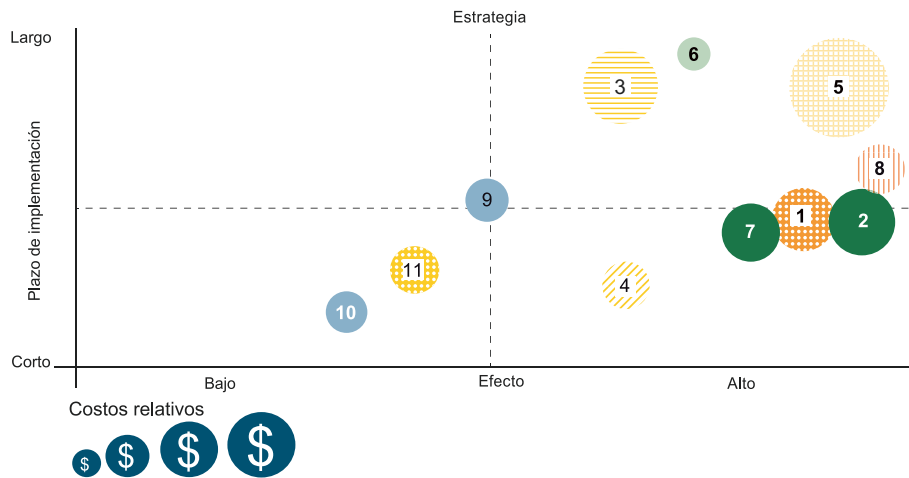 Estrategia
Largo
Plazo de implementación
6
3
5
8
9
1
2
7
11
4
10
Corto
Bajo
Efecto
Alto
Costos relativos
$ $ $ $